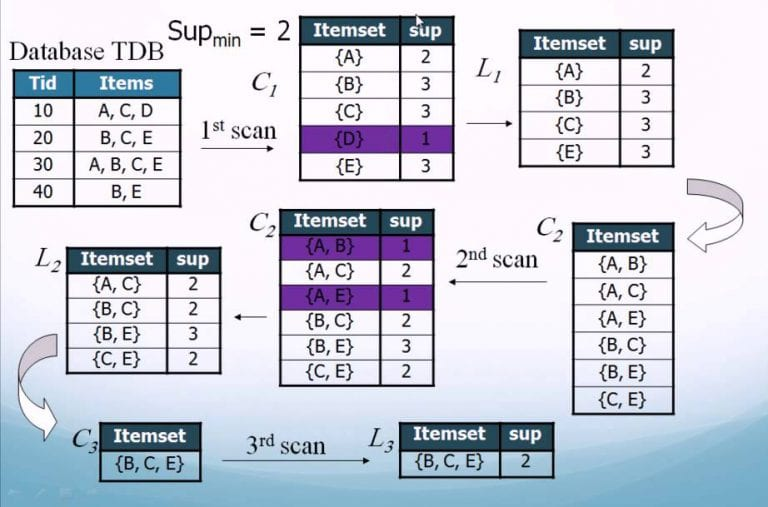 Database TDB
Sup_min = 2
Tid Items
10 A, C, D
20 B, C, E
30 A, B, C, E
40 B, E
1st scan
C1
Itemset sup
{A} 2
{B} 3
{C} 3
{D} 1
{E} 3
L1
Itemset sup
{A} 2
{B} 3
{C} 3
{E} 3
C2
Itemset
{A, B}
{A, C}
{A, E}
{B, C}
{B, E}
{C, E}
2nd scan
C2
Itemset sup
{A, B} 1
{A, C} 2
{A, E} 1
{B, C} 2
{B, E} 3
{C, E} 2
L2
Itemset sup
{A, C} 2
{B, C} 2
{B, E} 3
{C, E} 2
C3
Itemset
{B, C, E}
3rd scan
L3
Itemset sup
{B, C, E} 2